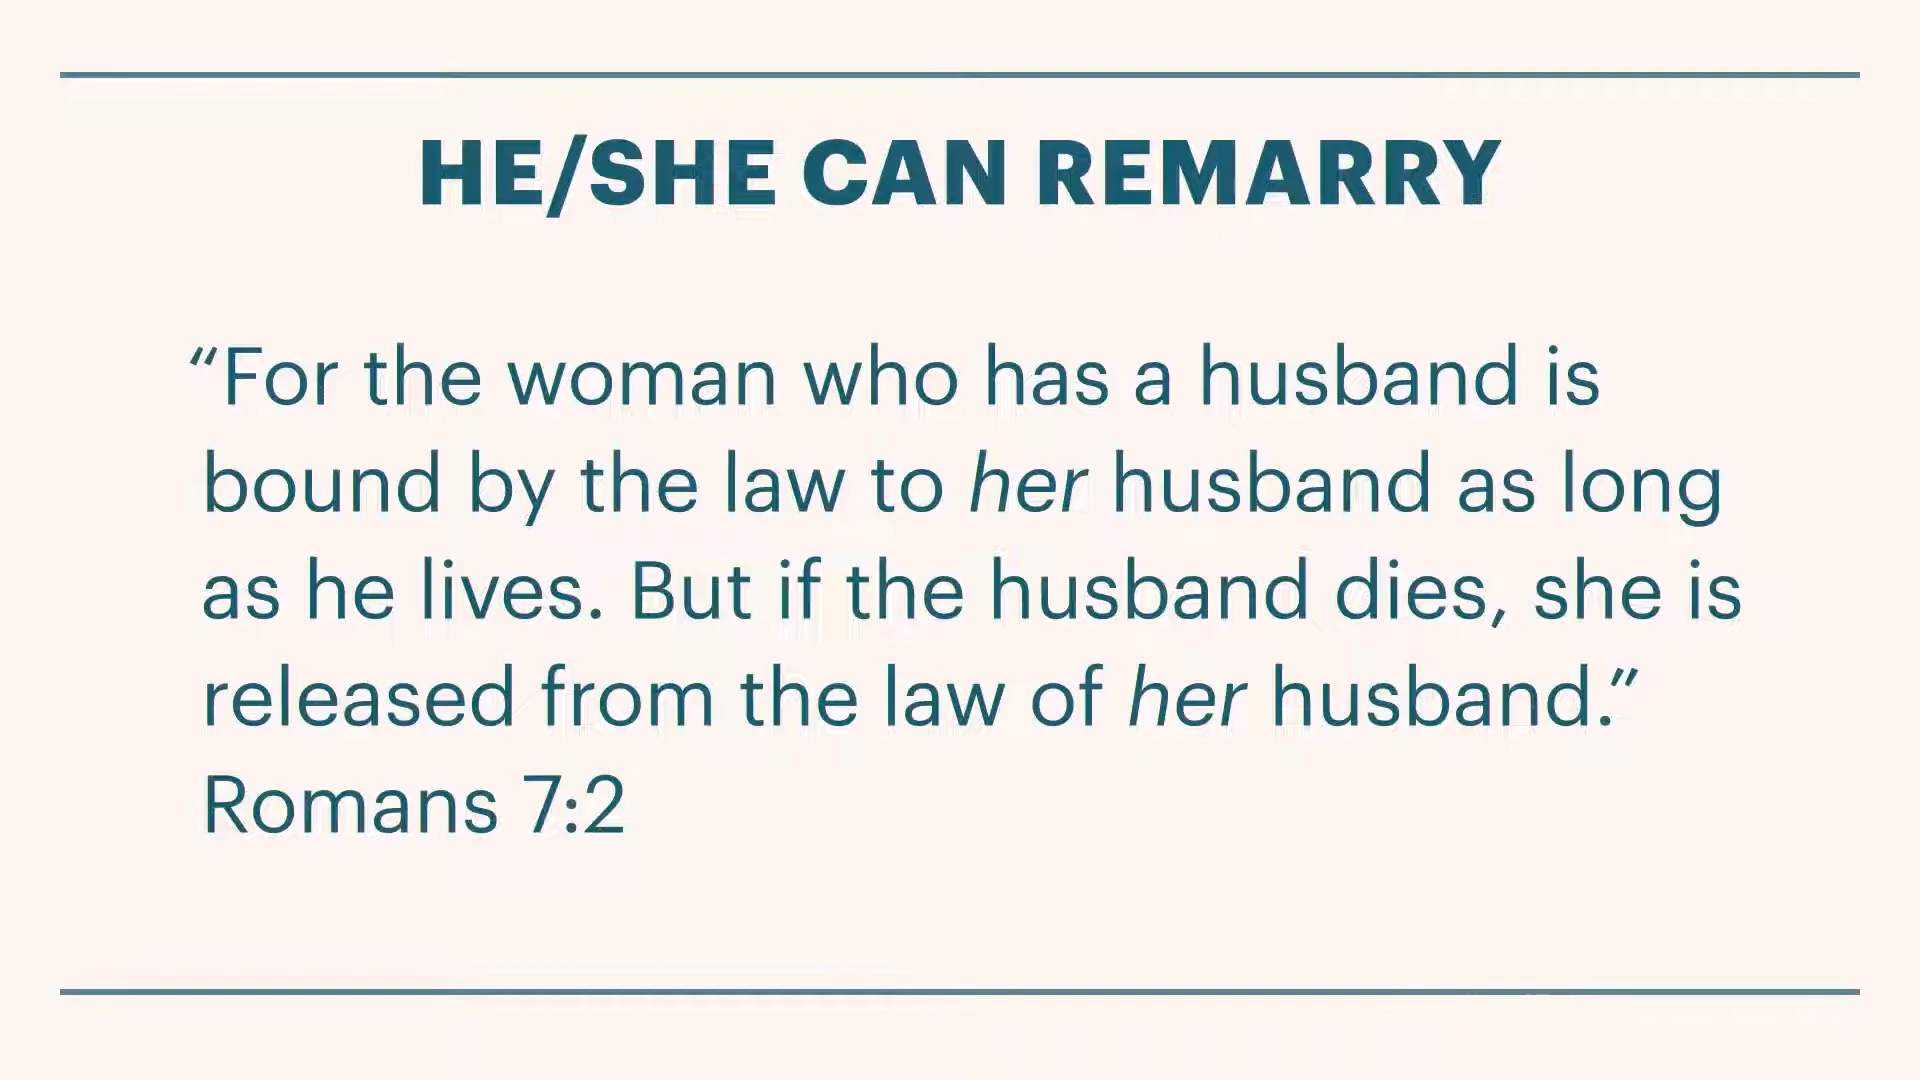 HE/SHE CAN REMARRY
“For the woman who has a husband is
bound by the law to her husband as long
as he lives. But if the husband dies, she is
released from the law of her husband.”
Romans 7:2